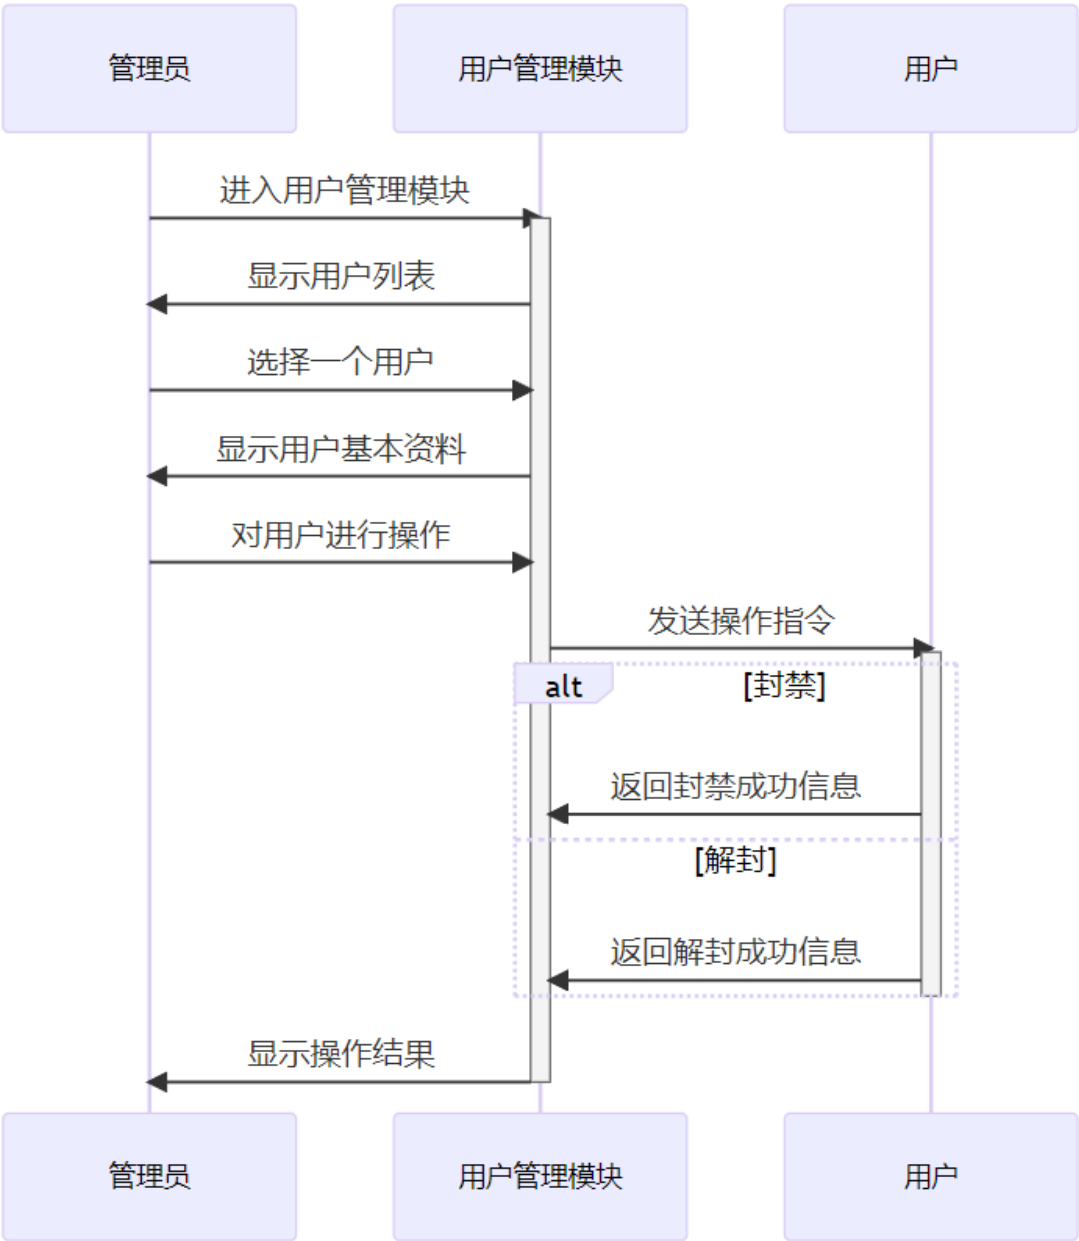 管理员
用户管理模块
用户
进入用户管理模块
显示用户列表
选择一个用户
显示用户基本资料
对用户进行操作
发送操作指令
alt
[封禁]
返回封禁成功信息
[解封]
返回解封成功信息
显示操作结果
管理员
用户管理模块
用户